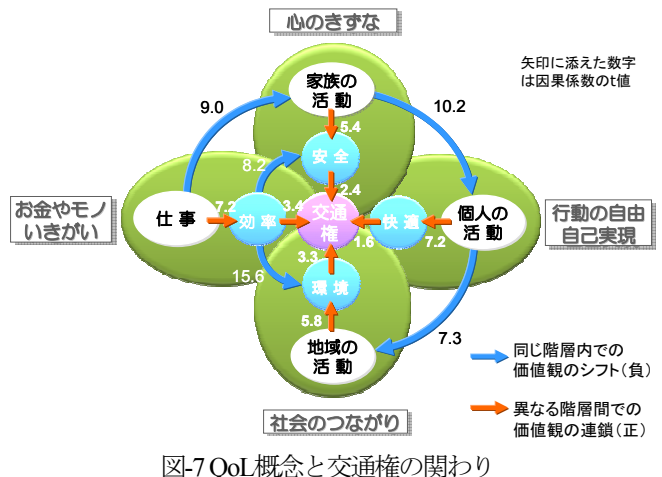 心のきずな
矢印に添えた数字
は因果係数のt値
家族の
活 動
9.0
10.2
5.4
8.2
安全
2.4
お金やモノ
いきがい
仕 事
7.2
効率
3.4
交通
権
1.6
快適
7.2
個人の
活 動
行動の自由
自己実現
3.3
15.6
環境
5.8
7.3
地域の
活 動
同じ階層内での
価値観のシフト(負)
異なる階層間での
価値観の連鎖(正)
社会のつながり
図-7 QoL概念と交通権の関わり